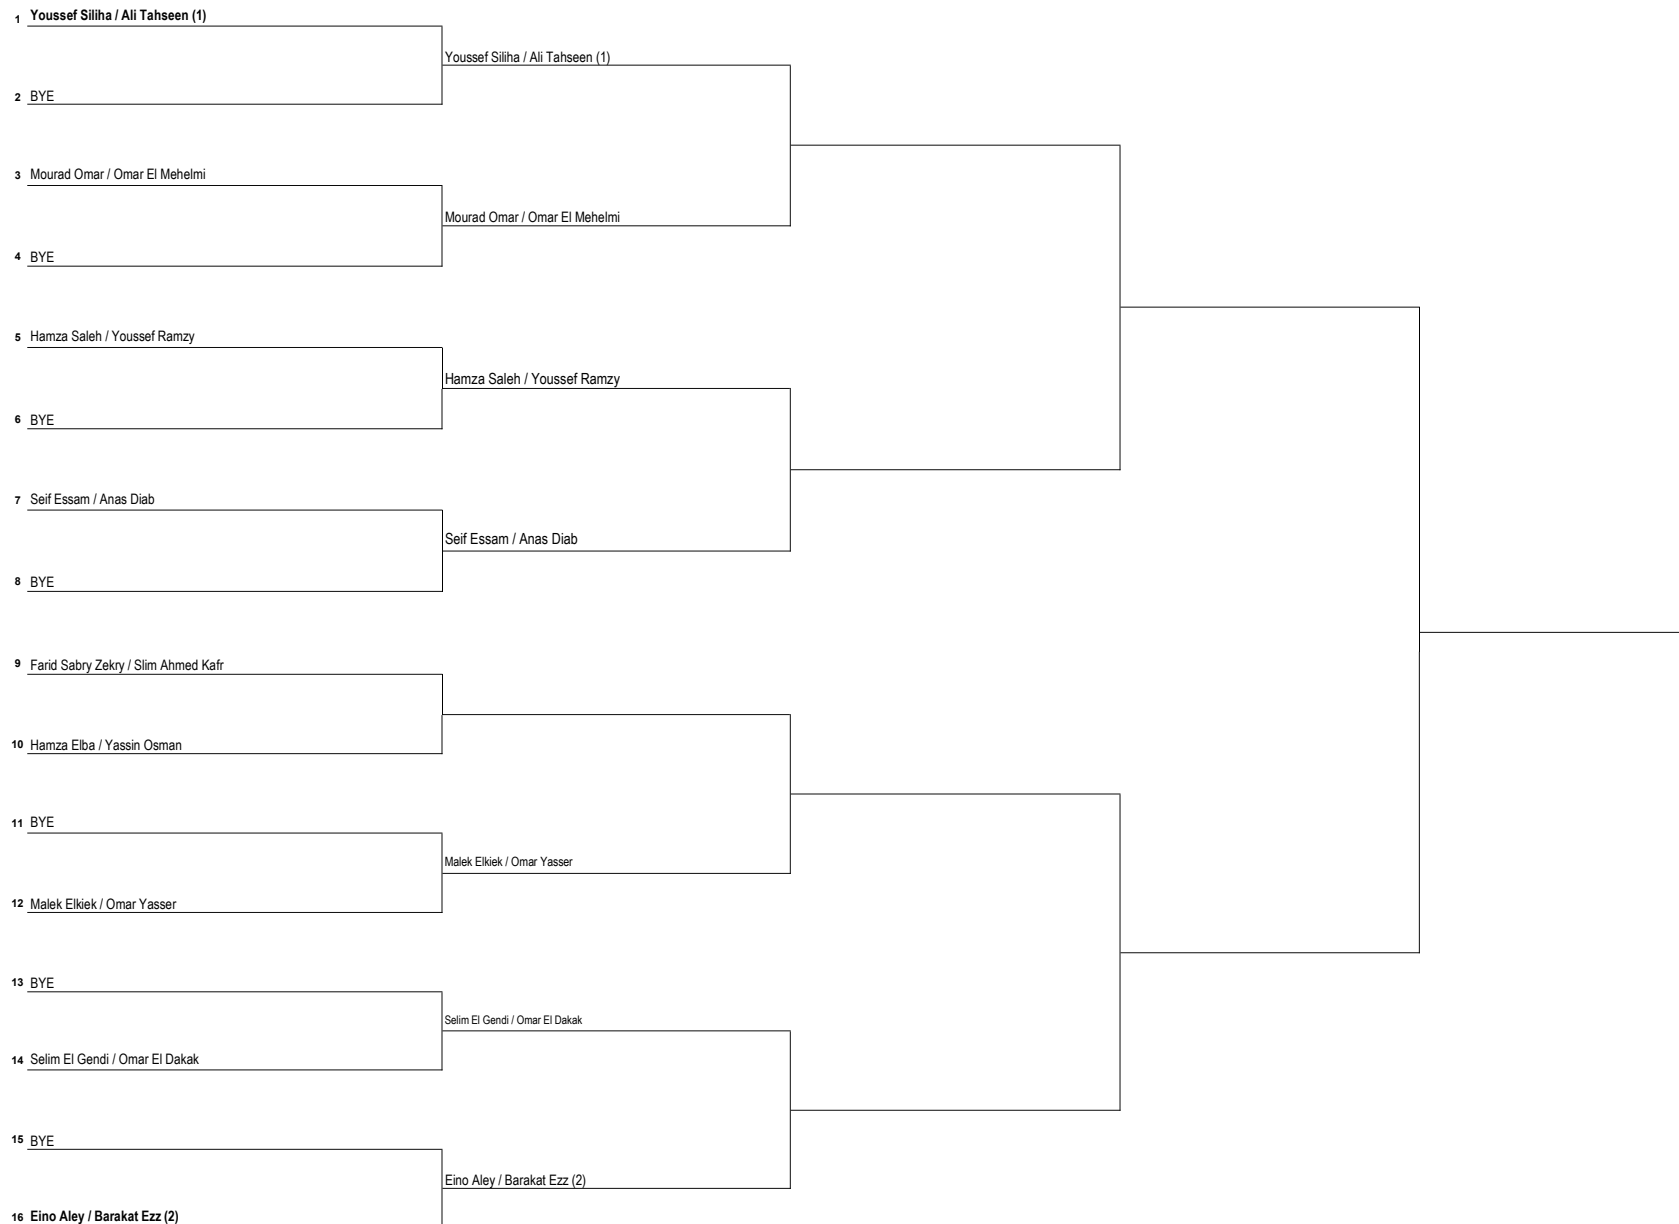 1 Youssef Siliha / Ali Tahseen (1)
Youssef Siliha / Ali Tahseen (1)
2 BYE
3 Mourad Omar / Omar El Mehelmi
Mourad Omar / Omar El Mehelmi
4 BYE
5 Hamza Saleh / Youssef Ramzy
Hamza Saleh / Youssef Ramzy
6 BYE
7 Seif Essam / Anas Diab
Seif Essam / Anas Diab
8 BYE
9 Farid Sabry Zekry / Slim Ahmed Kafr
10 Hamza Elba / Yassin Osman
11 BYE
Malek Elkiek / Omar Yasser
12 Malek Elkiek / Omar Yasser
13 BYE
Selim El Gendi / Omar El Dakak
14 Selim El Gendi / Omar El Dakak
15 BYE
Eino Aley / Barakat Ezz (2)
16 Eino Aley / Barakat Ezz (2)